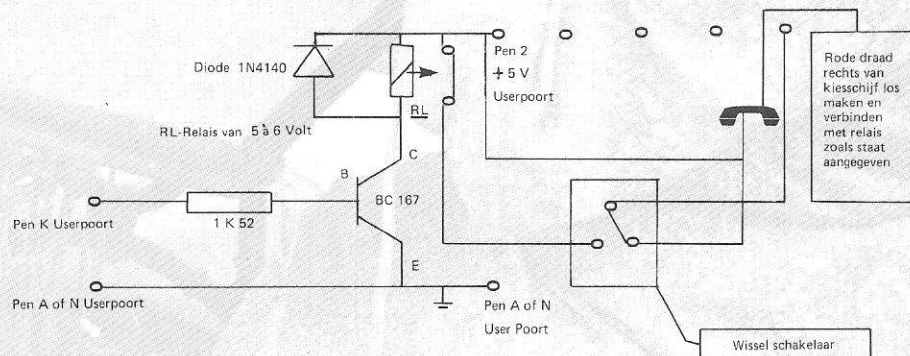 Diode 1N4140
RL-Relais van 5 à 6 Volt
RL
Pen 2
+ 5 V
Userpoort
Rode draad
rechts van
kiesschijf los
maken en
verbinden
met relais
zoals staat
aangegeven
C
B
BC 167
1 K 52
Pen K Userpoort
E
Pen A of N Userpoort
Pen A of N
User Poort
Wissel schakelaar